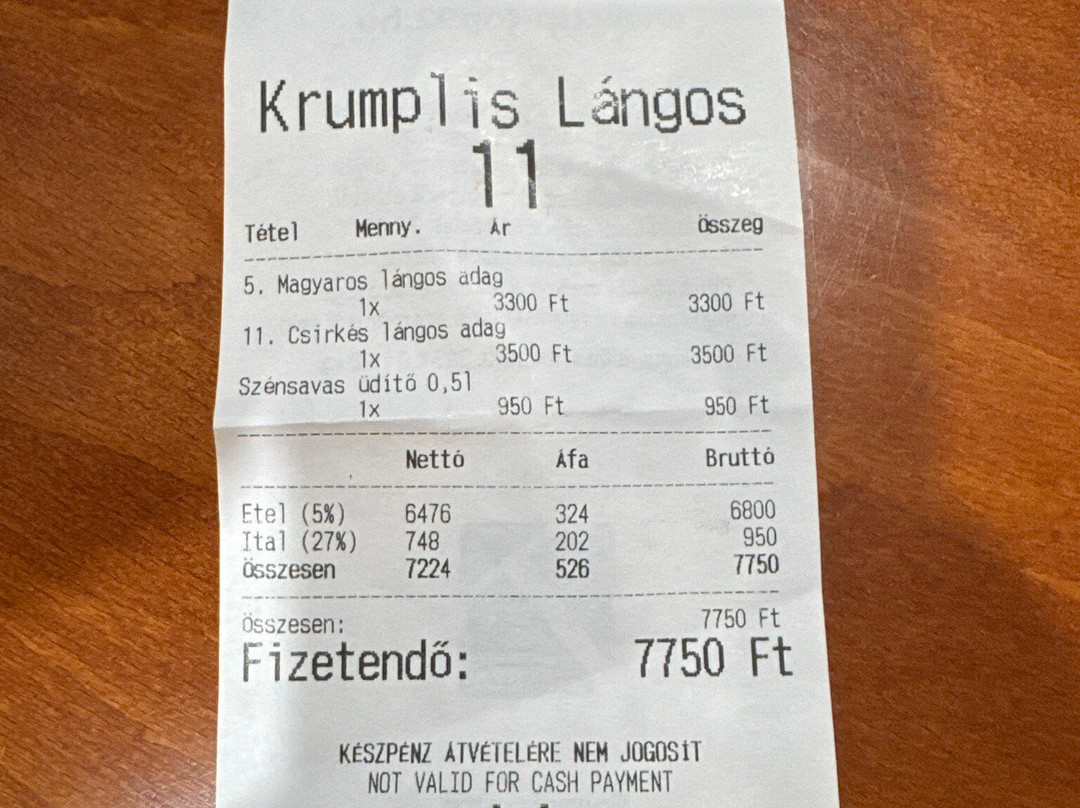 Krumplis Lángos
11
Tétel Menny. Ár Összeg
5. Magyaros lángos adag
1x 3300 Ft 3300 Ft
11. Csirkés lángos adag
1x 3500 Ft 3500 Ft
Szénsavas üdítő 0,5l
1x 950 Ft 950 Ft
Nettó Áfa Bruttó
Étel (5%) 6476 324 6800
Ital (27%) 748 202 950
Összesen 7224 526 7750
Összesen: 7750 Ft
Fizetendő: 7750 Ft
KÉSZPÉNZ ÁTVÉTELÉRE NEM JOGOSÍT
NOT VALID FOR CASH PAYMENT